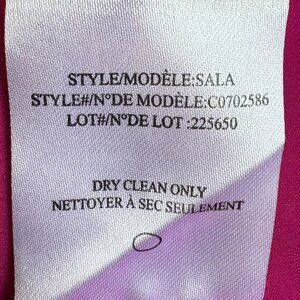 STYLE/MODÈLE:SALA
STYLE#/N°DE MODÈLE:C0702586
LOT#/N°DE LOT :225650
DRY CLEAN ONLY
NETTOYER À SEC SEULEMENT